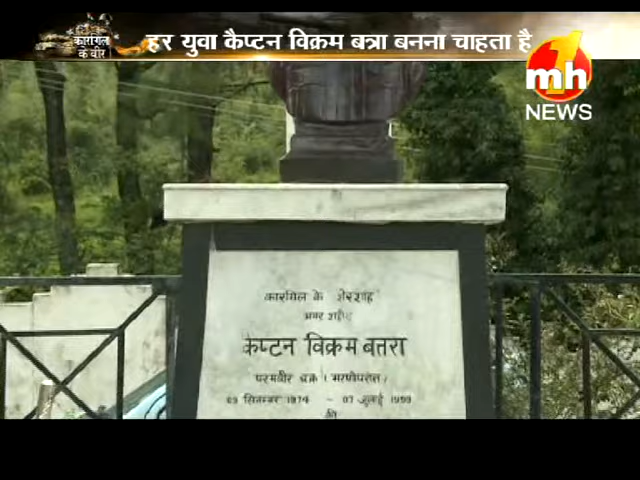 कारगिल
के वीर
हर युवा कैप्टन विक्रम बत्रा बनना चाहता है
mh
1
NEWS
कारगिल के शेरशाह
अमर शहीद
कैप्टन विक्रम बतरा
परमवीर चक्र (मरणोपरांत)
09 सितम्बर 1974 - 07 जुलाई 1999
की